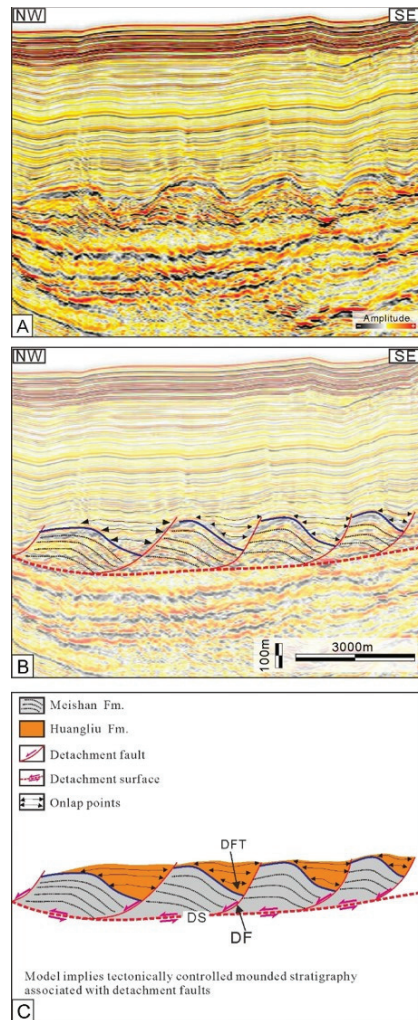 NW SE
Amplitude
A
NW SE
100m
3000m
B
Meishan Fm.
Huangliu Fm.
Detachment fault
Detachment surface
Onlap points
DFT
DS
DF
Model implies tectonically controlled mounded stratigraphy
associated with detachment faults
C